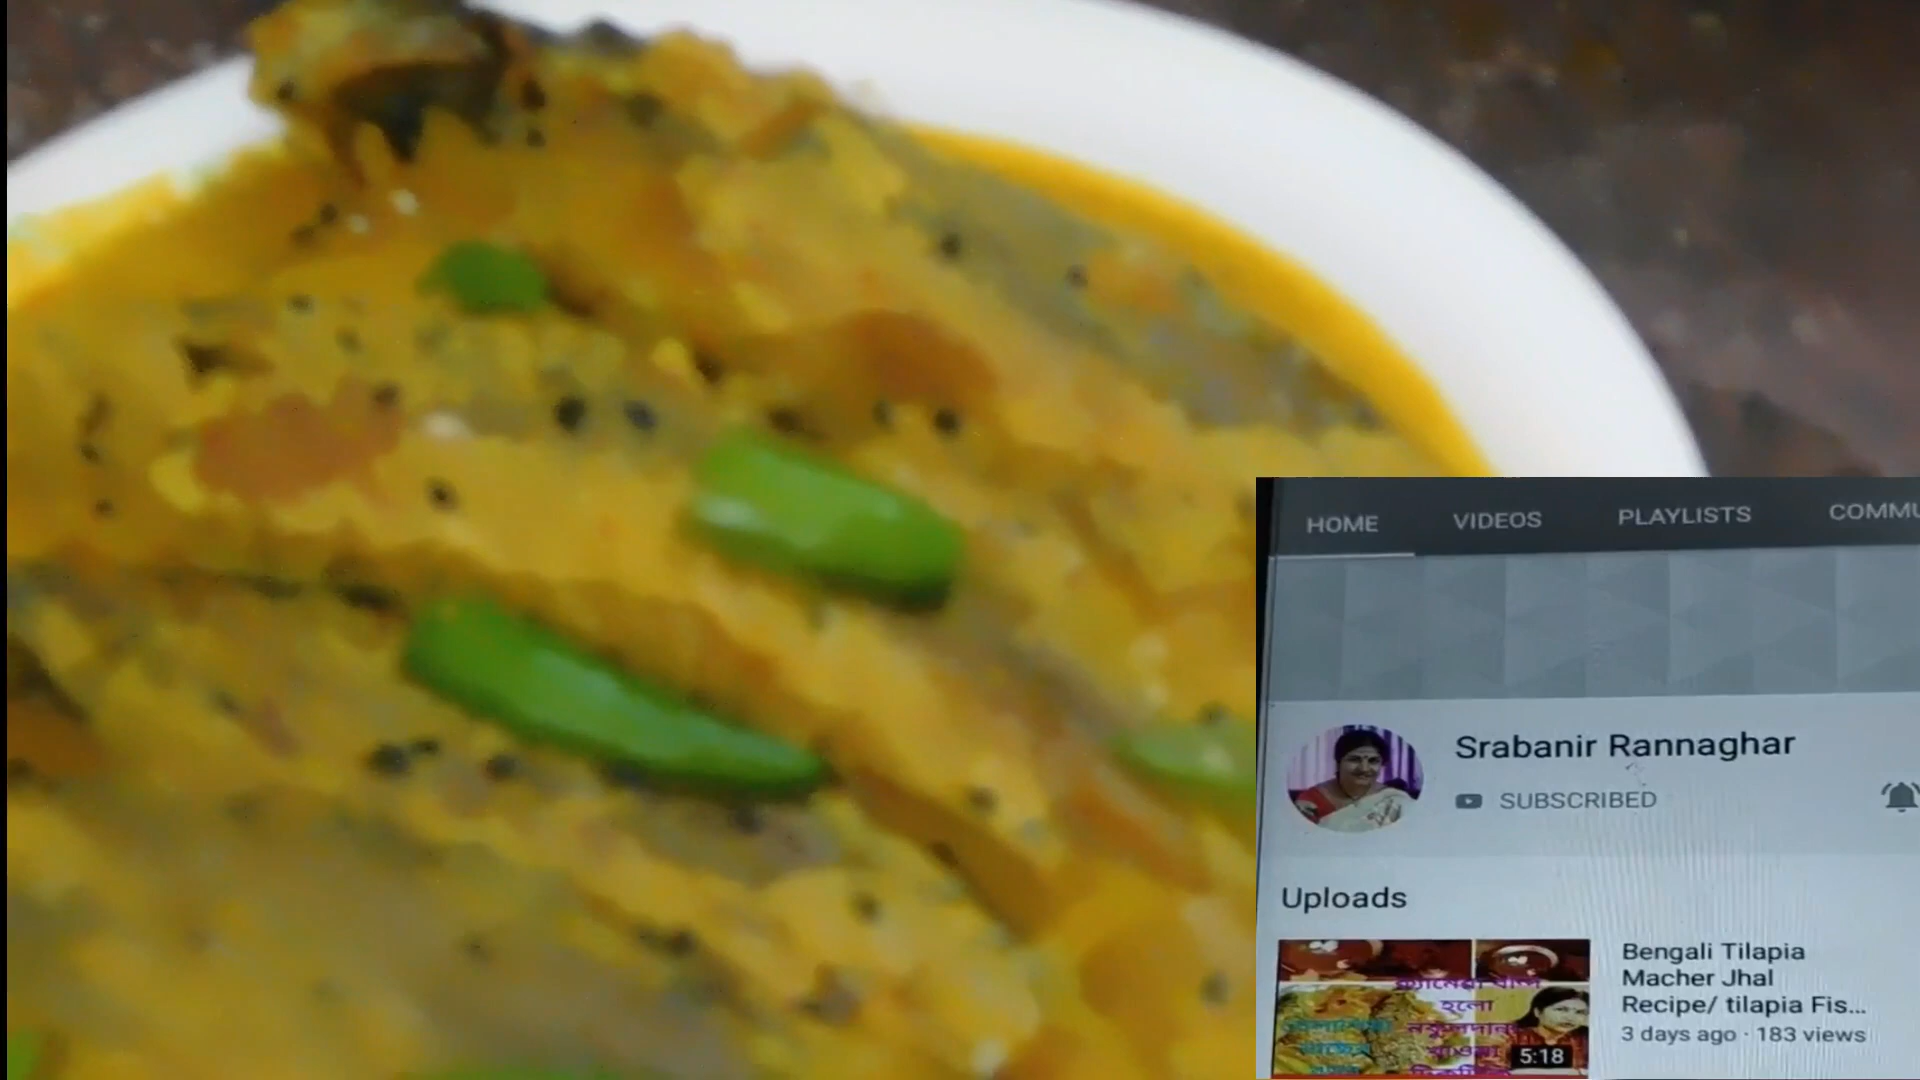 HOME VIDEOS PLAYLISTS COMMU
Srabanir Rannaghar
SUBSCRIBED
Uploads
Bengali Tilapia
Macher Jhal
Recipe/ tilapia Fis...
3 days ago · 183 views
হলো
5:18